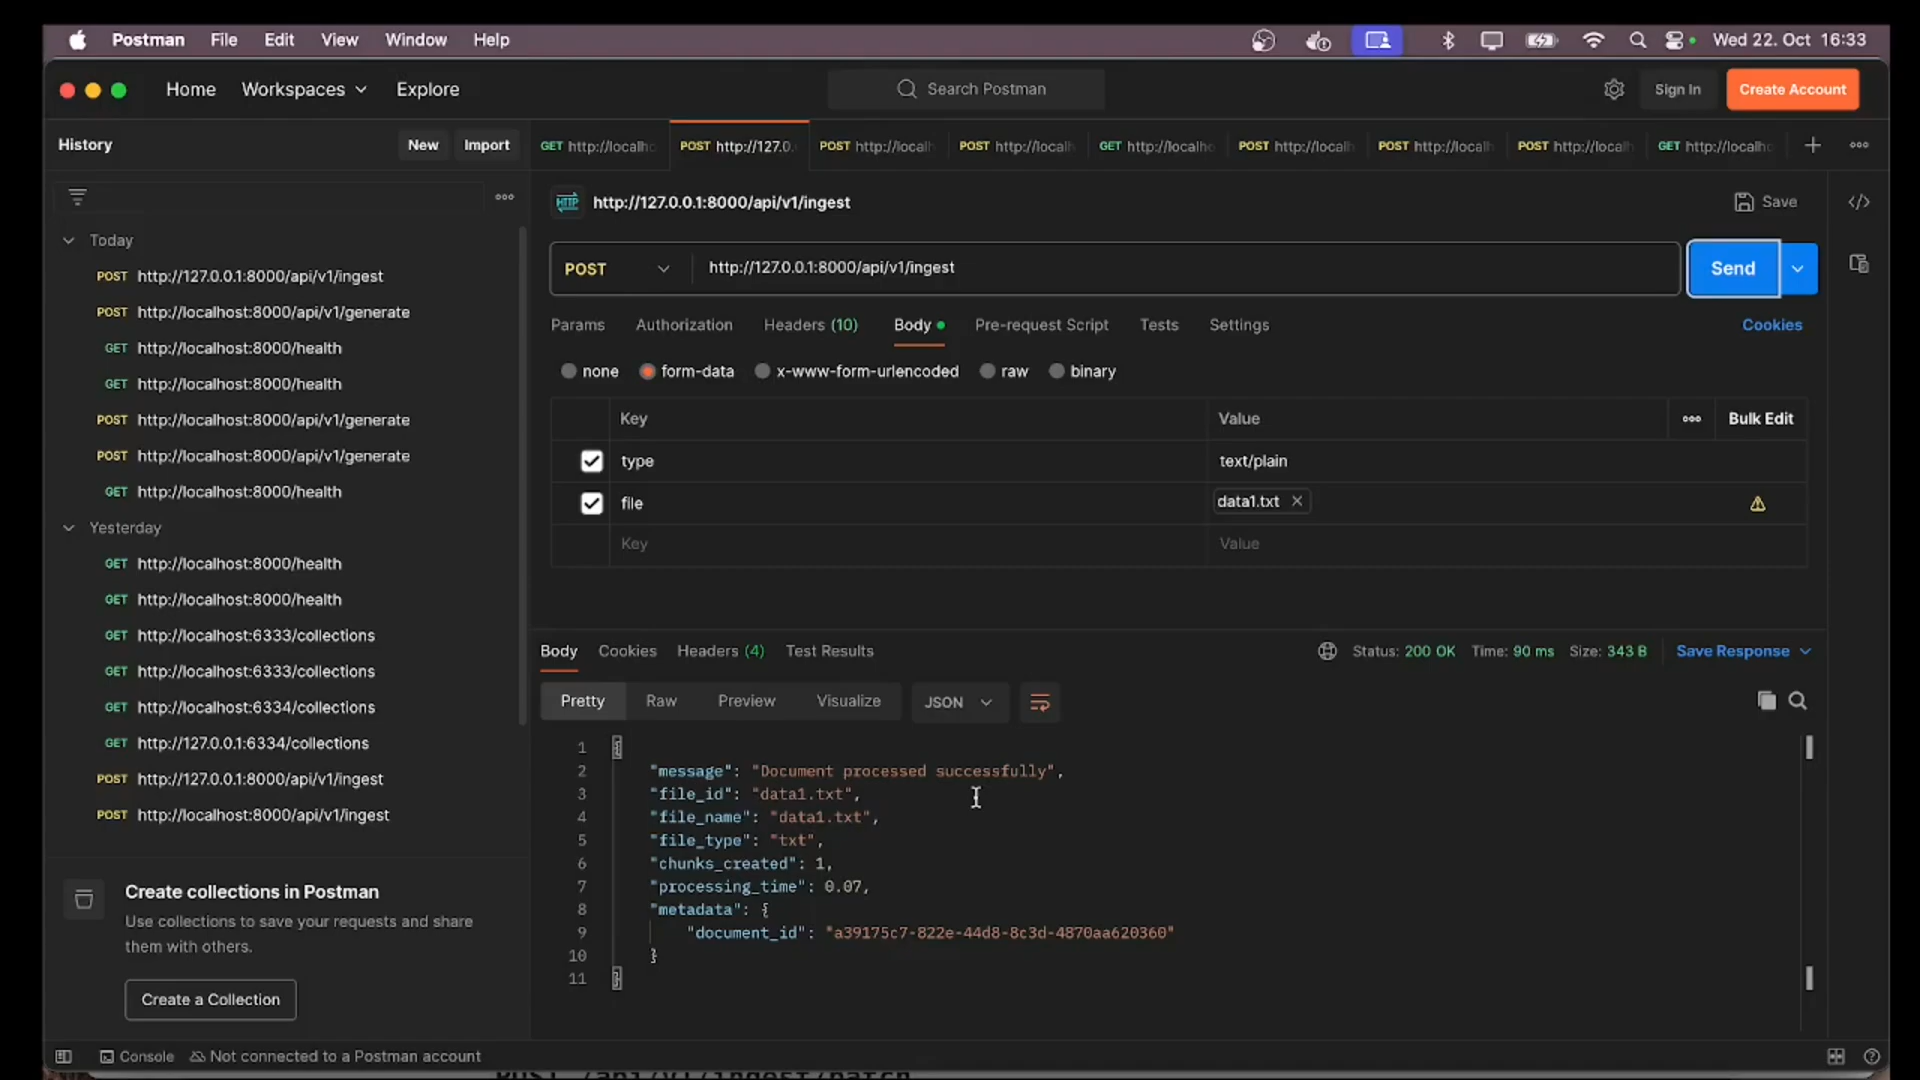 Postman File Edit View Window Help Wed 22. Oct 16:33
Home Workspaces Explore Search Postman Sign In Create Account
History New Import
GET http://localho POST http://127.0. POST http://local POST http://local GET http://localho POST http://local POST http://local POST http://local GET http://localho
Today
POST http://127.0.0.1:8000/api/v1/ingest
POST http://localhost:8000/api/v1/generate
GET http://localhost:8000/health
GET http://localhost:8000/health
POST http://localhost:8000/api/v1/generate
POST http://localhost:8000/api/v1/generate
GET http://localhost:8000/health
Yesterday
GET http://localhost:8000/health
GET http://localhost:8000/health
GET http://localhost:6333/collections
GET http://localhost:6333/collections
GET http://localhost:6334/collections
GET http://127.0.0.1:6334/collections
POST http://127.0.0.1:8000/api/v1/ingest
POST http://localhost:8000/api/v1/ingest
Create collections in Postman
Use collections to save your requests and share
them with others.
Create a Collection
HTTP http://127.0.0.1:8000/api/v1/ingest Save
POST http://127.0.0.1:8000/api/v1/ingest Send
Params Authorization Headers (10) Body Pre-request Script Tests Settings Cookies
none form-data x-www-form-urlencoded raw binary
Key Value Bulk Edit
type text/plain
file data1.txt
Key Value
Body Cookies Headers (4) Test Results Status: 200 OK Time: 90 ms Size: 343 B Save Response
Pretty Raw Preview Visualize JSON
1 {
2 "message": "Document processed successfully",
3 "file_id": "data1.txt",
4 "file_name": "data1.txt",
5 "file_type": "txt",
6 "chunks_created": 1,
7 "processing_time": 0.07,
8 "metadata": {
9 "document_id": "a39175c7-822e-44d8-8c3d-4870aa620360"
10 }
11 }
Console Not connected to a Postman account
POST /api/v1/ingest/batch